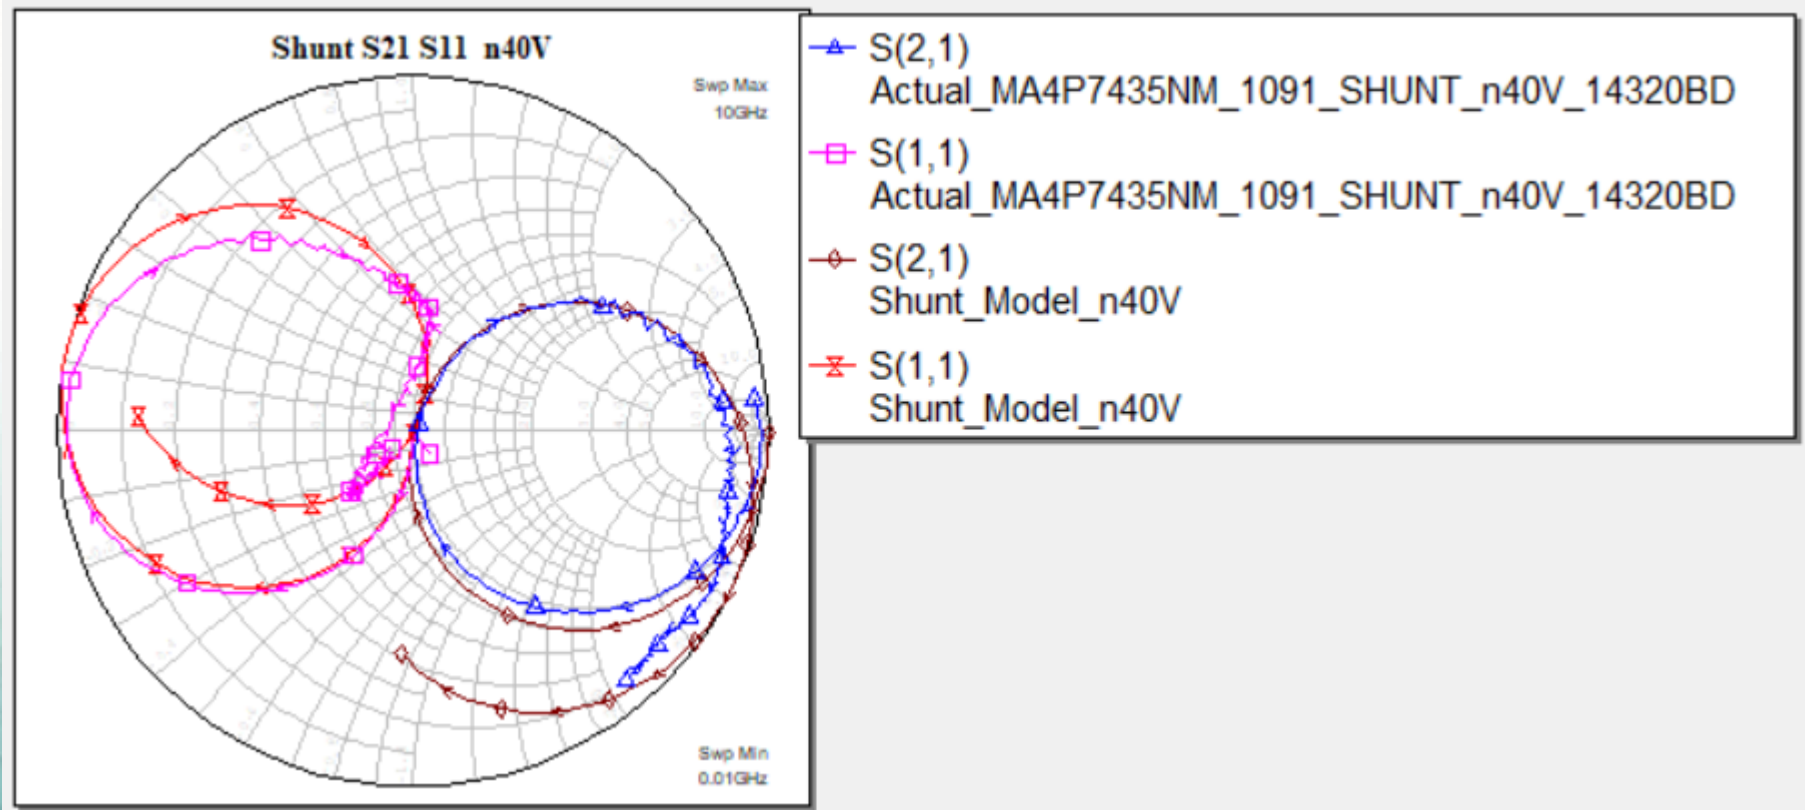 Shunt S21 S11 n40V
Swp Max
10GHz
Swp Min
0.01GHz
S(2,1)
Actual_MA4P7435NM_1091_SHUNT_n40V_14320BD
S(1,1)
Actual_MA4P7435NM_1091_SHUNT_n40V_14320BD
S(2,1)
Shunt_Model_n40V
S(1,1)
Shunt_Model_n40V